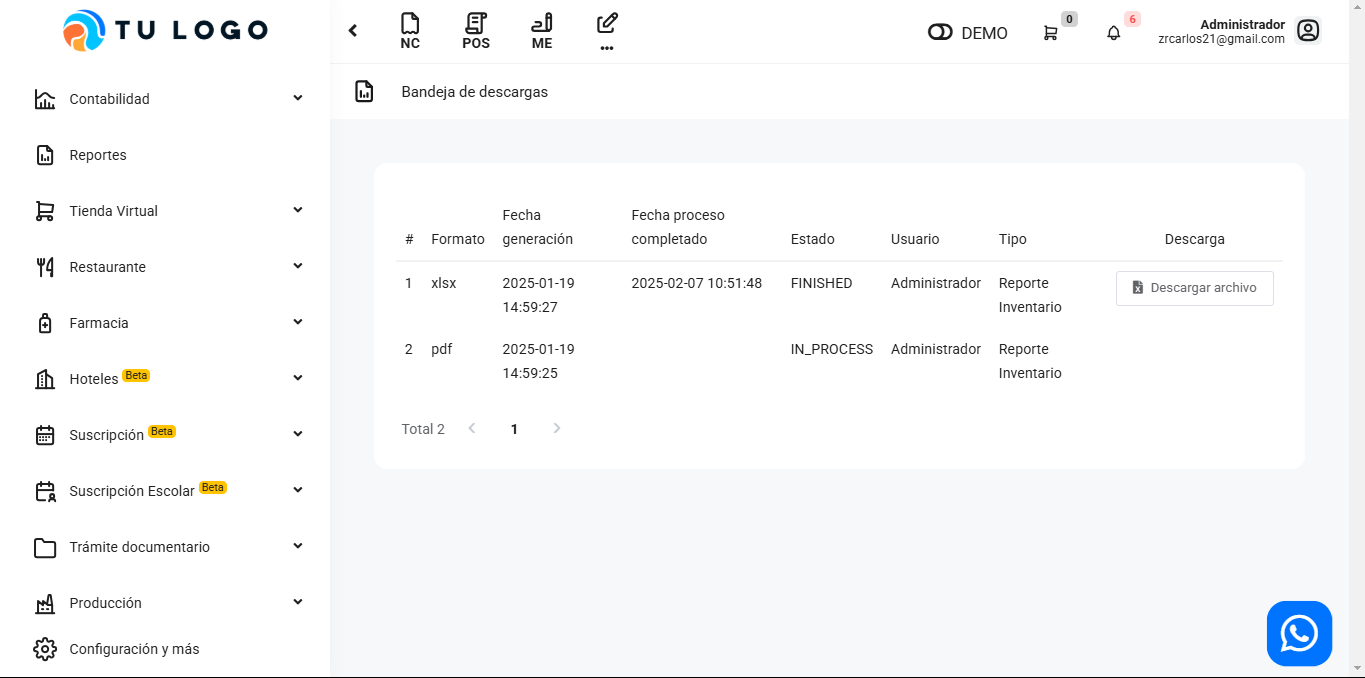 TU LOGO
NC
POS
ME
...
DEMO
0
6
Administrador
zrcarlos21@gmail.com
Contabilidad
Reportes
Tienda Virtual
Restaurante
Farmacia
Hoteles Beta
Suscripción Beta
Suscripción Escolar Beta
Trámite documentario
Producción
Configuración y más
Bandeja de descargas
# Formato Fecha generación Fecha proceso completado Estado Usuario Tipo Descarga
1 xlsx 2025-01-19 14:59:27 2025-02-07 10:51:48 FINISHED Administrador Reporte Inventario Descargar archivo
2 pdf 2025-01-19 14:59:25 IN_PROCESS Administrador Reporte Inventario
Total 2 1